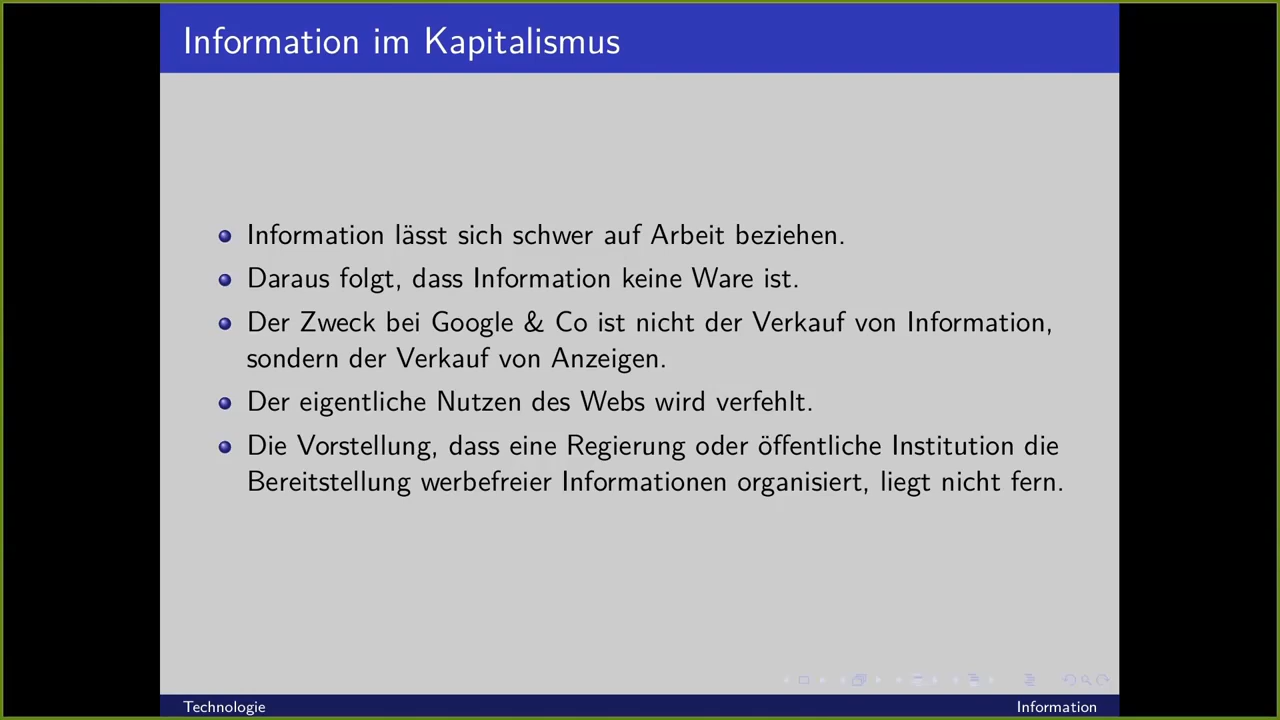 Information im Kapitalismus
Information lässt sich schwer auf Arbeit beziehen.
Daraus folgt, dass Information keine Ware ist.
Der Zweck bei Google & Co ist nicht der Verkauf von Information,
sondern der Verkauf von Anzeigen.
Der eigentliche Nutzen des Webs wird verfehlt.
Die Vorstellung, dass eine Regierung oder öffentliche Institution die
Bereitstellung werbefreier Informationen organisiert, liegt nicht fern.
Technologie
Information